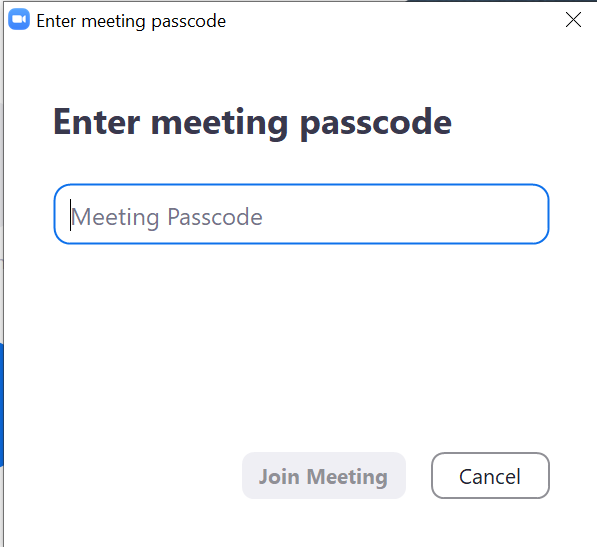 Enter meeting passcode
Enter meeting passcode
Meeting Passcode
Join Meeting
Cancel